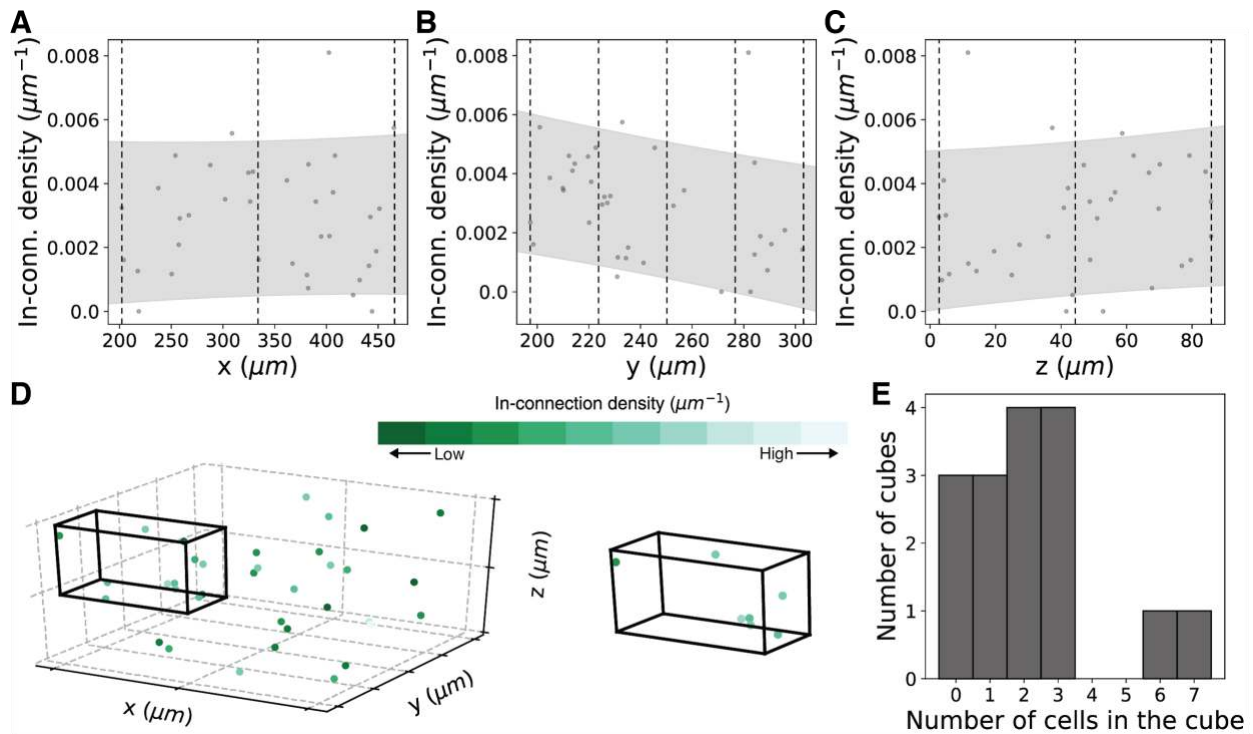 A
In-conn. density (μm⁻¹)
0.008
0.006
0.004
0.002
0.0
200 250 300 350 400 450
x (μm)
B
In-conn. density (μm⁻¹)
0.008
0.006
0.004
0.002
0.0
200 220 240 260 280 300
y (μm)
C
In-conn. density (μm⁻¹)
0.008
0.006
0.004
0.002
0.0
0 20 40 60 80
z (μm)
D
In-connection density (μm⁻¹)
Low High
x (μm)
y (μm)
z (μm)
E
Number of cubes
4
3
2
1
0
0 1 2 3 4 5 6 7
Number of cells in the cube